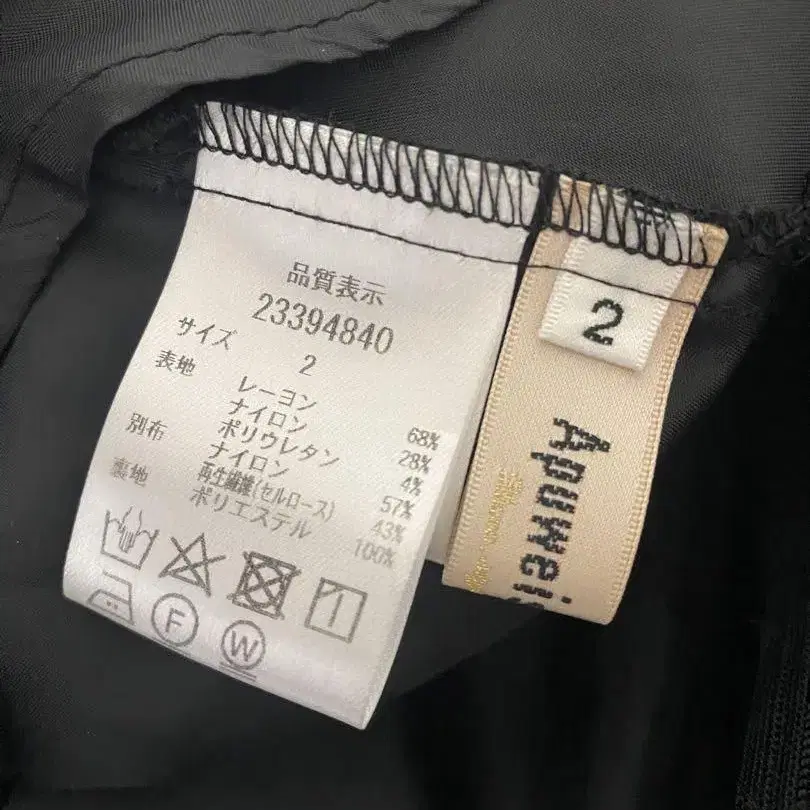 品質表示
23394840
サイズ 2
表地 レーヨン 68%
ナイロン 28%
ポリウレタン 4%
別布 ナイロン 57%
再生繊維(セルロース) 43%
裏地 ポリエステル 100%
F
W
1
2
Apuwei